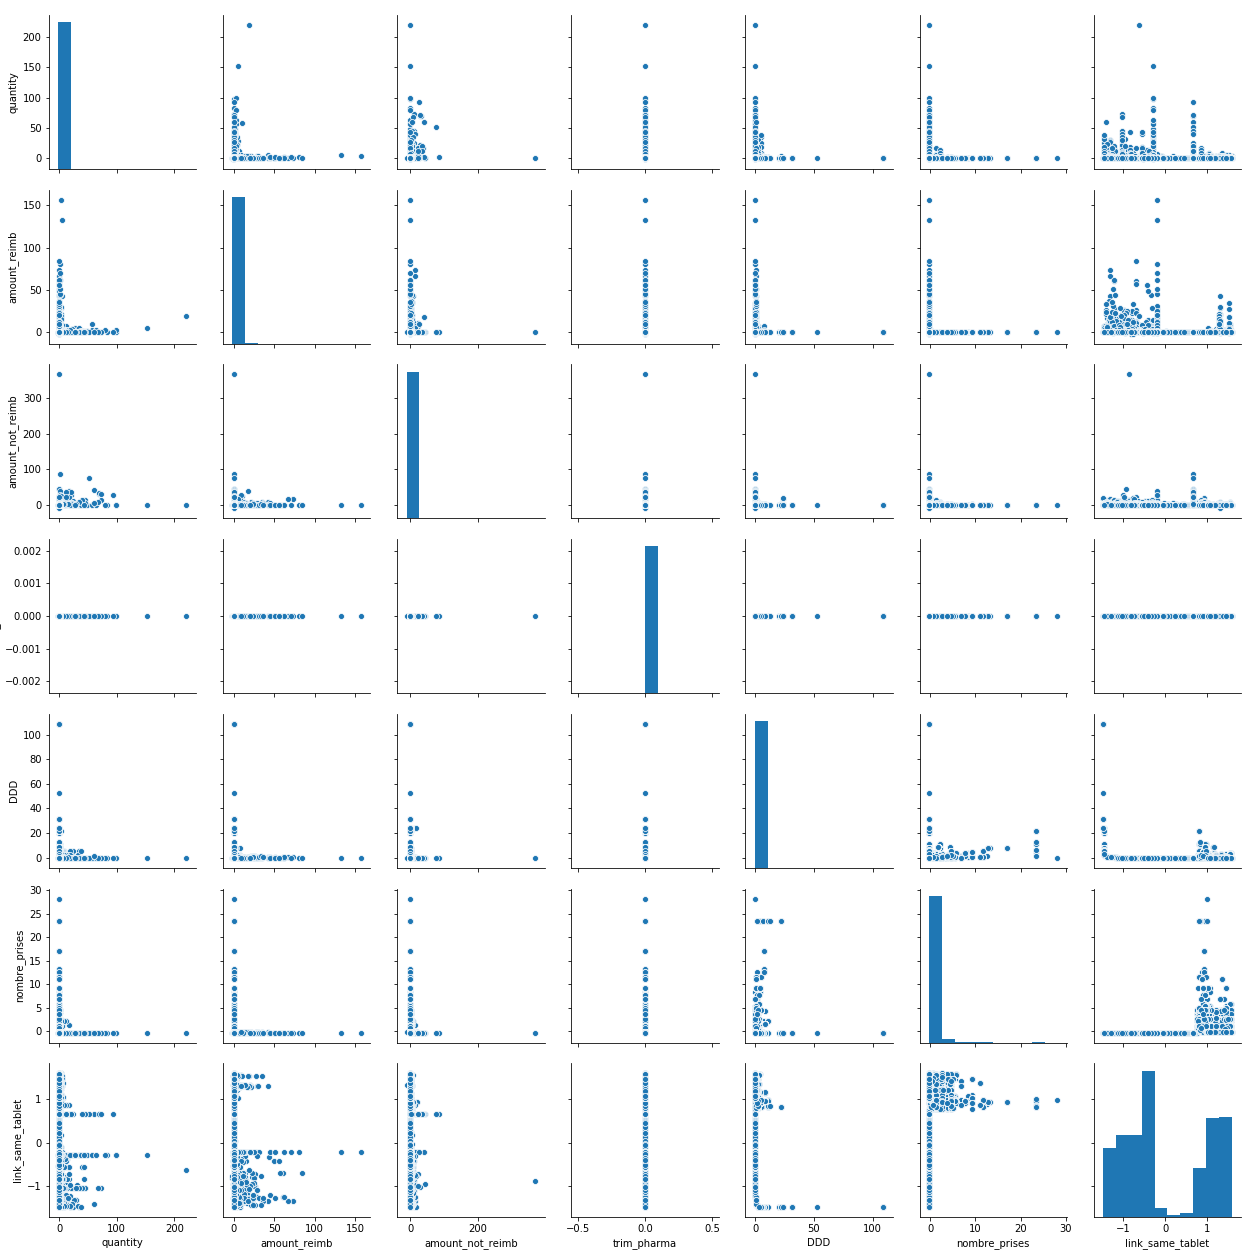 200
150
100
50
0
quantity
150
100
50
0
amount_reimb
300
200
100
0
amount_not_reimb
0.002
0.001
0.000
−0.001
−0.002
_
100
80
60
40
20
0
DDD
30
25
20
15
10
5
0
nombre_prises
1
0
−1
link_same_tablet
0 100 200
quantity
0 50 100 150
amount_reimb
0 200
amount_not_reimb
−0.5 0.0 0.5
trim_pharma
0 50 100
DDD
0 10 20 30
nombre_prises
−1 0 1
link_same_tablet